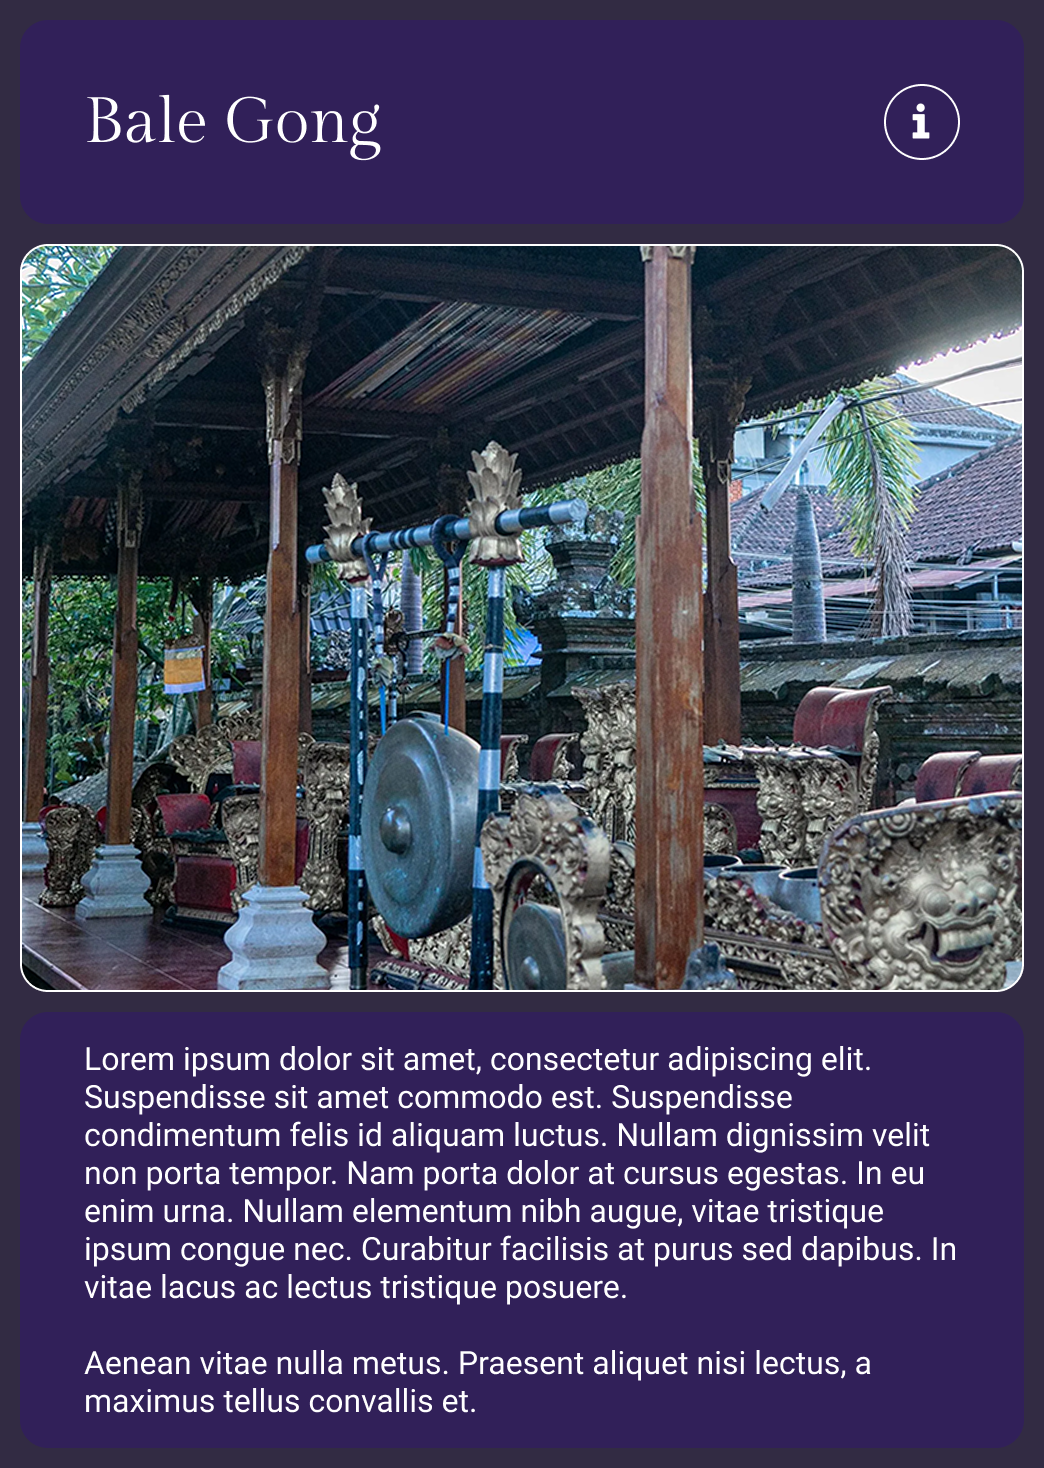 Bale Gong
Lorem ipsum dolor sit amet, consectetur adipiscing elit.
Suspendisse sit amet commodo est. Suspendisse
condimentum felis id aliquam luctus. Nullam dignissim velit
non porta tempor. Nam porta dolor at cursus egestas. In eu
enim urna. Nullam elementum nibh augue, vitae tristique
ipsum congue nec. Curabitur facilisis at purus sed dapibus. In
vitae lacus ac lectus tristique posuere.
Aenean vitae nulla metus. Praesent aliquet nisi lectus, a
maximus tellus convallis et.